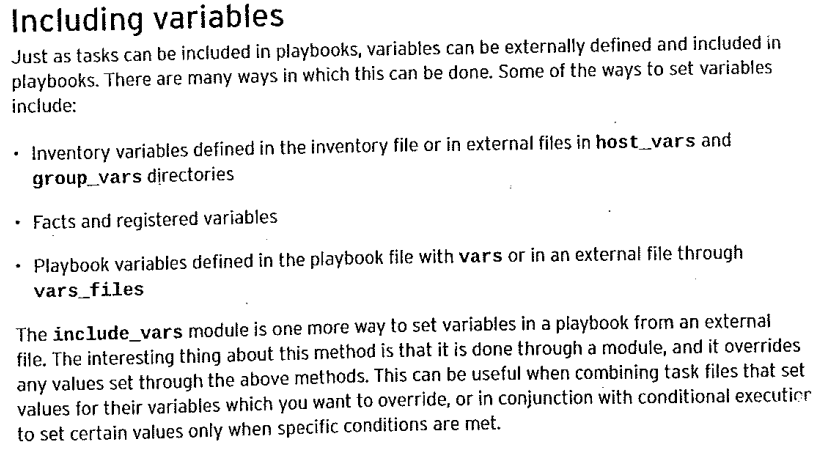 Including variables
Just as tasks can be included in playbooks, variables can be externally defined and included in
playbooks. There are many ways in which this can be done. Some of the ways to set variables
include:
• Inventory variables defined in the inventory file or in external files in host_vars and
group_vars directories
• Facts and registered variables
• Playbook variables defined in the playbook file with vars or in an external file through
vars_files
The include_vars module is one more way to set variables in a playbook from an external
file. The interesting thing about this method is that it is done through a module, and it overrides
any values set through the above methods. This can be useful when combining task files that set
values for their variables which you want to override, or in conjunction with conditional execution
to set certain values only when specific conditions are met.